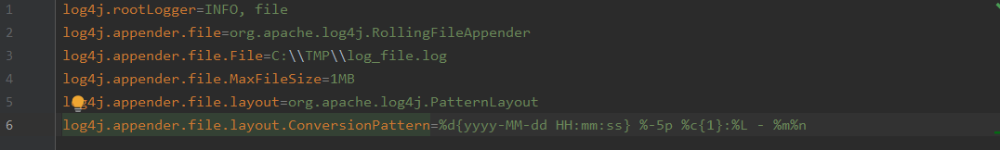 1 log4j.rootLogger=INFO, file
2 log4j.appender.file=org.apache.log4j.RollingFileAppender
3 log4j.appender.file.File=C:\\TMP\\log_file.log
4 log4j.appender.file.MaxFileSize=1MB
5 log4j.appender.file.layout=org.apache.log4j.PatternLayout
6 log4j.appender.file.layout.ConversionPattern=%d{yyyy-MM-dd HH:mm:ss} %-5p %c{1}:%L - %m%n